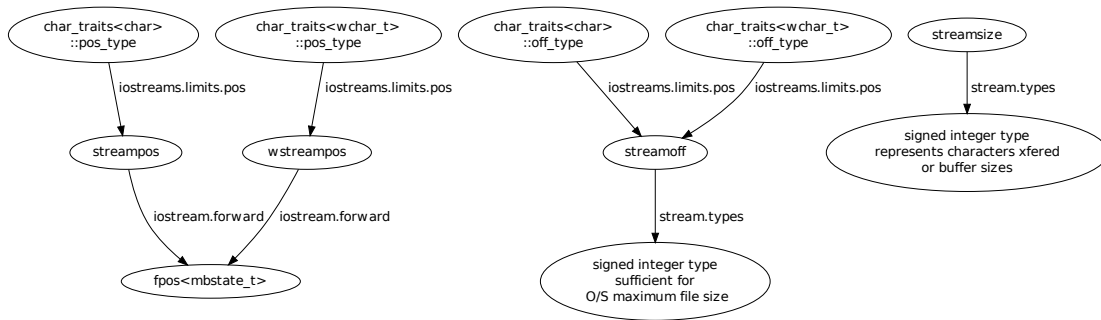 char_traits<char>
::pos_type
char_traits<wchar_t>
::pos_type
char_traits<char>
::off_type
char_traits<wchar_t>
::off_type
streamsize
iostreams.limits.pos
iostreams.limits.pos
iostreams.limits.pos
iostreams.limits.pos
stream.types
streampos
wstreampos
streamoff
signed integer type
represents characters xfered
or buffer sizes
iostream.forward
iostream.forward
stream.types
fpos<mbstate_t>
signed integer type
sufficient for
O/S maximum file size